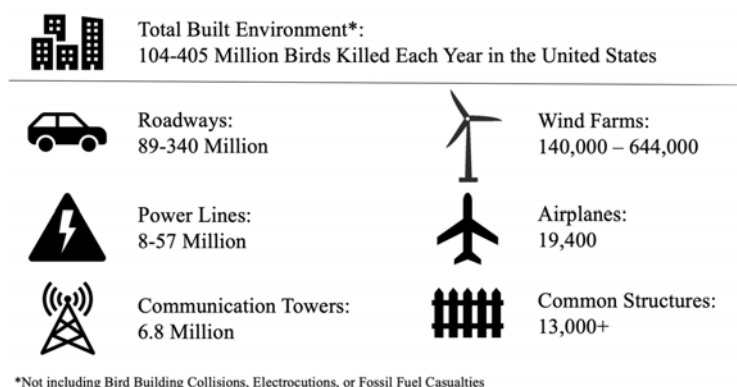 Total Built Environment*:
104-405 Million Birds Killed Each Year in the United States
Roadways:
89-340 Million
Wind Farms:
140,000 – 644,000
Power Lines:
8-57 Million
Airplanes:
19,400
Communication Towers:
6.8 Million
Common Structures:
13,000+
*Not including Bird Building Collisions, Electrocutions, or Fossil Fuel Casualties